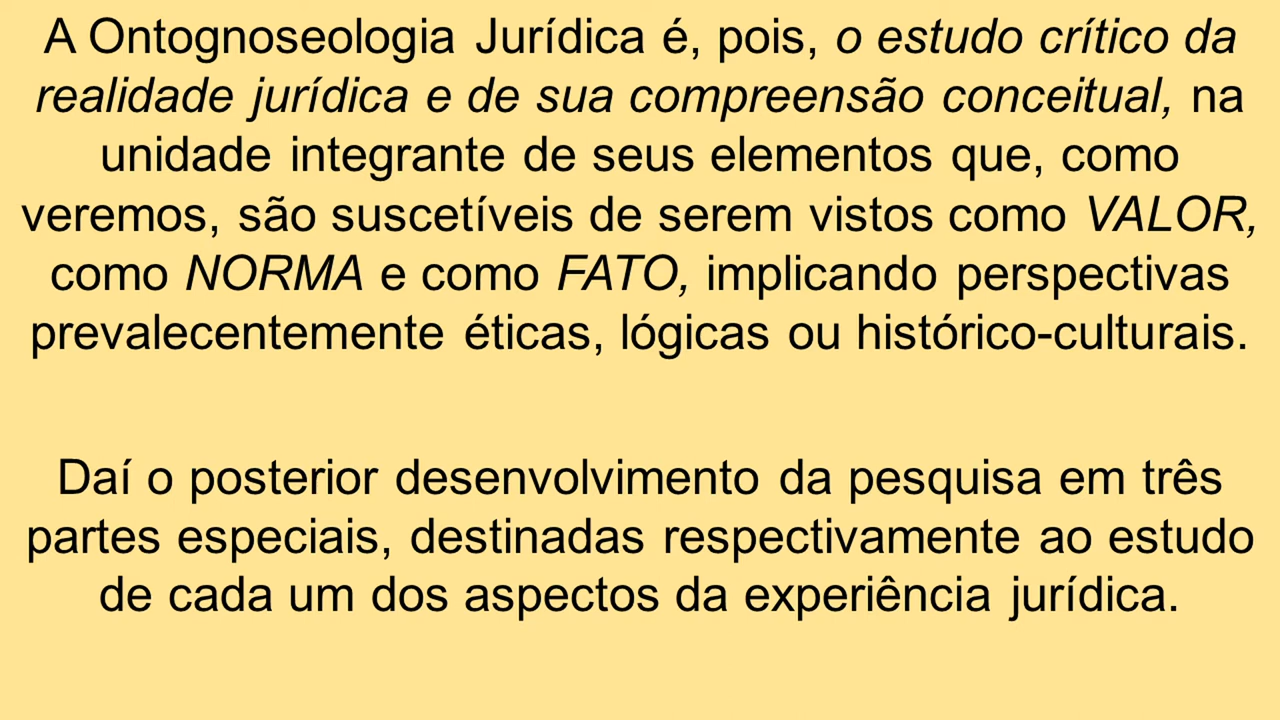 A Ontognoseologia Jurídica é, pois, o estudo crítico da
realidade jurídica e de sua compreensão conceitual, na
unidade integrante de seus elementos que, como
veremos, são suscetíveis de serem vistos como VALOR,
como NORMA e como FATO, implicando perspectivas
prevalecentemente éticas, lógicas ou histórico-culturais.
Daí o posterior desenvolvimento da pesquisa em três
partes especiais, destinadas respectivamente ao estudo
de cada um dos aspectos da experiência jurídica.